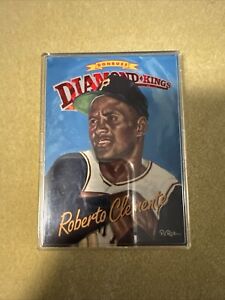 DONRUSS
DIAMOND KINGS
P
Roberto Clemente